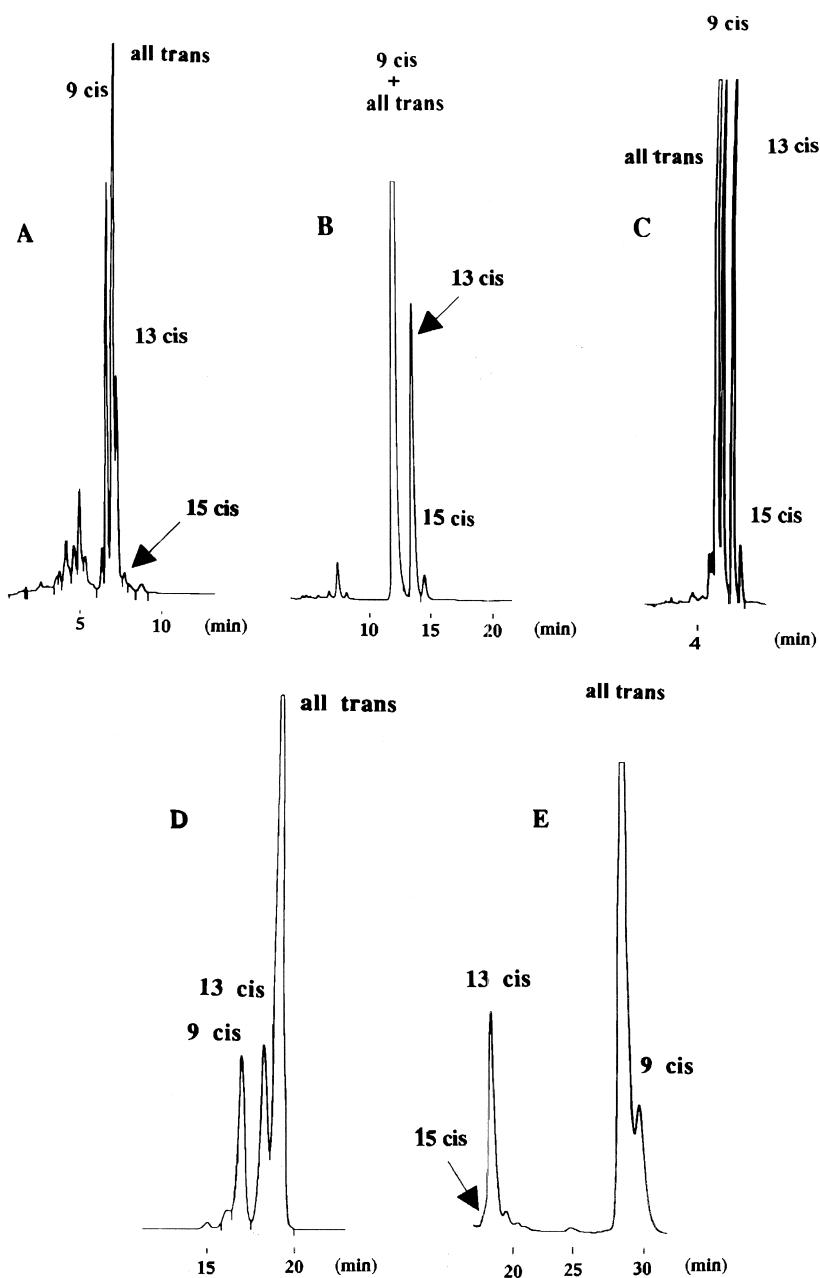 all trans
9 cis
A
13 cis
15 cis
5 10 (min)
9 cis
+
all trans
B
13 cis
15 cis
10 15 20 (min)
9 cis
all trans
13 cis
C
15 cis
4 (min)
all trans
D
13 cis
9 cis
15 20 (min)
all trans
E
13 cis
9 cis
15 cis
20 25 30 (min)